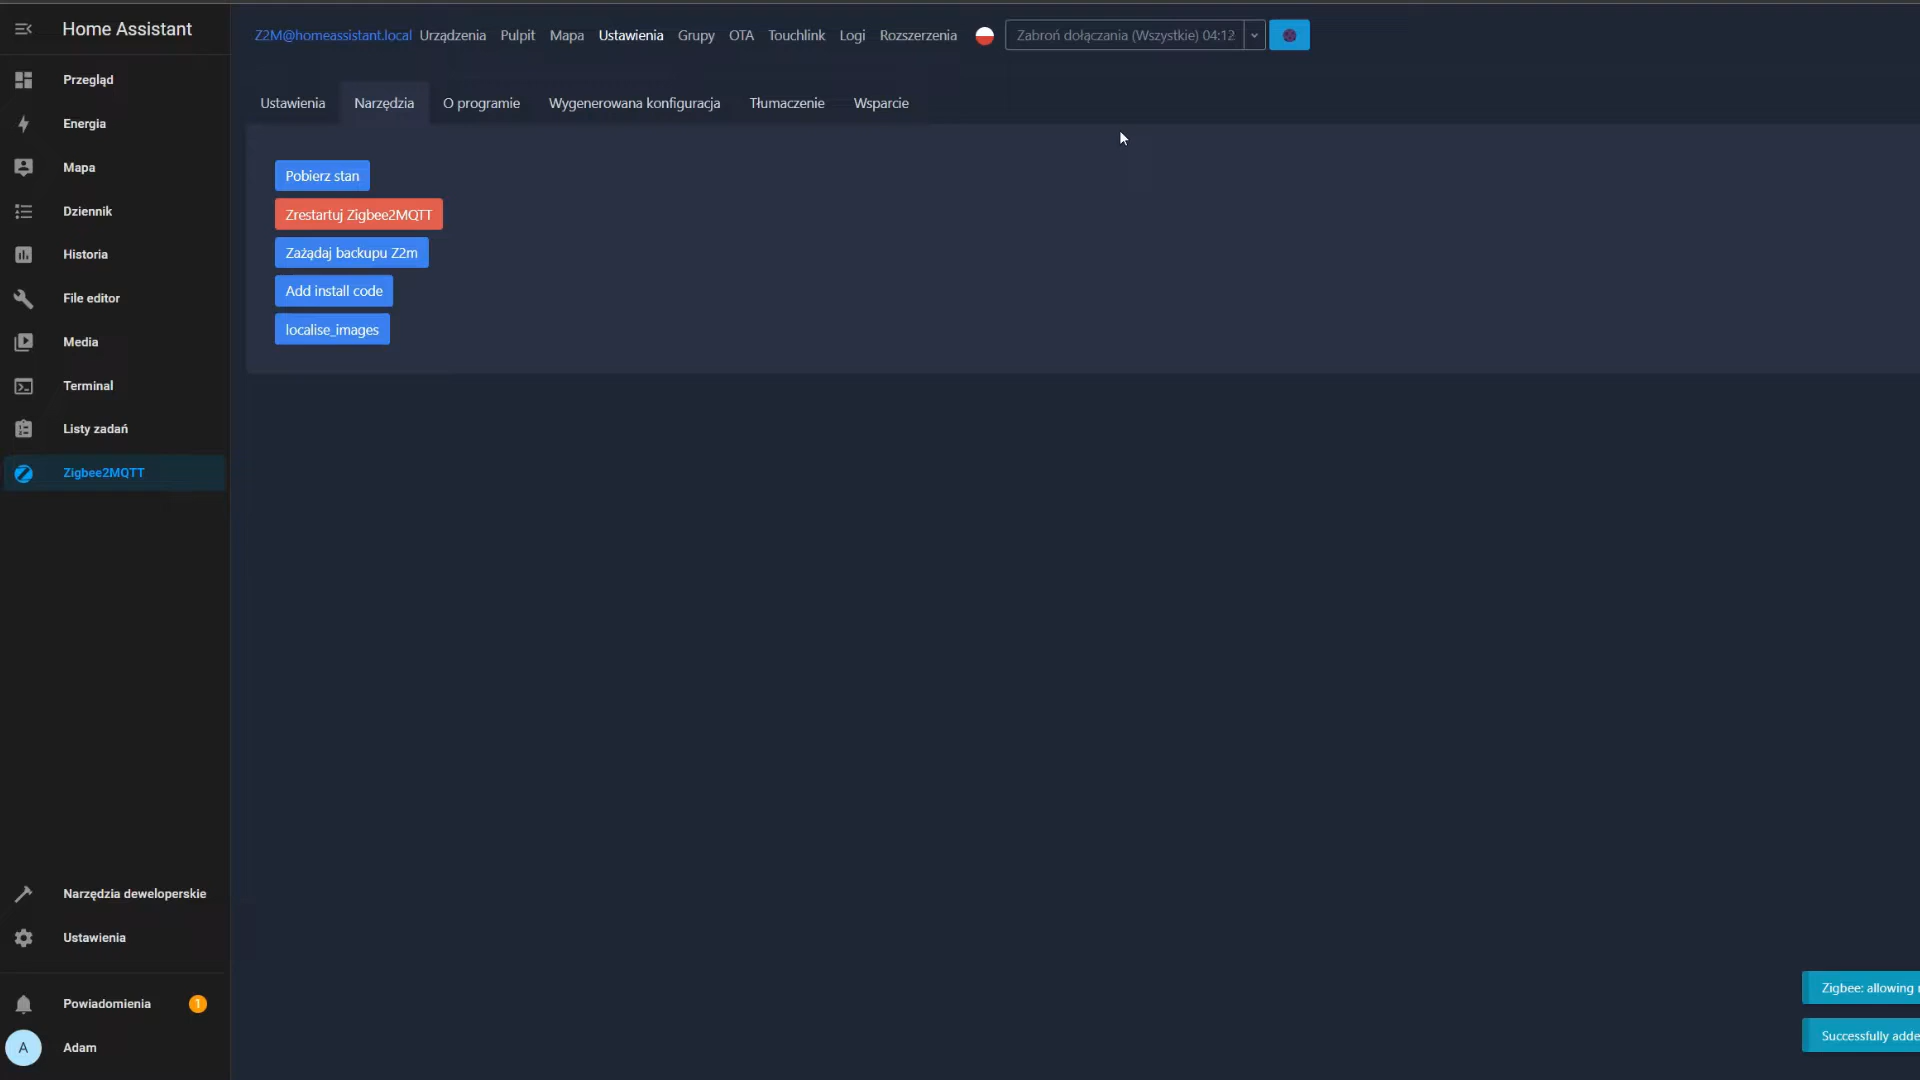 Home Assistant
Przegląd
Energia
Mapa
Dziennik
Historia
File editor
Media
Terminal
Listy zadań
Zigbee2MQTT
Narzędzia deweloperskie
Ustawienia
Powiadomienia 1
A Adam
Z2M@homeassistant.local Urządzenia Pulpit Mapa Ustawienia Grupy OTA Touchlink Logi Rozszerzenia Zabroń dołączania (Wszystkie) 04:12
Ustawienia Narzędzia O programie Wygenerowana konfiguracja Tłumaczenie Wsparcie
Pobierz stan
Zrestartuj Zigbee2MQTT
Zażądaj backupu Z2m
Add install code
localise_images
Zigbee: allowing
Successfully adde